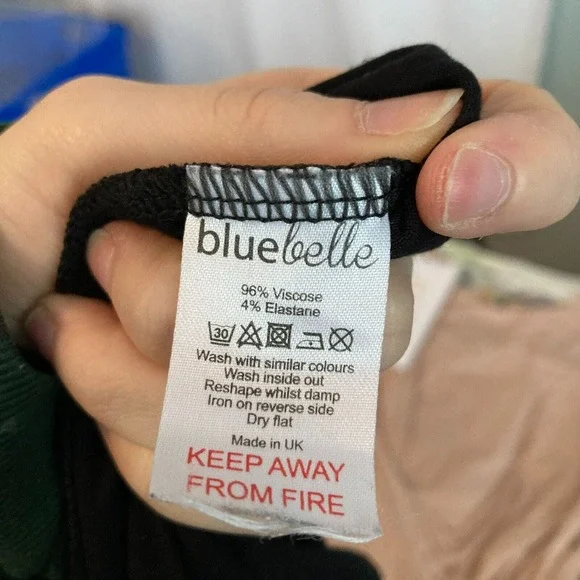 bluebelle
96% Viscose
4% Elastane
30
Wash with similar colours
Wash inside out
Reshape whilst damp
Iron on reverse side
Dry flat
Made in UK
KEEP AWAY
FROM FIRE